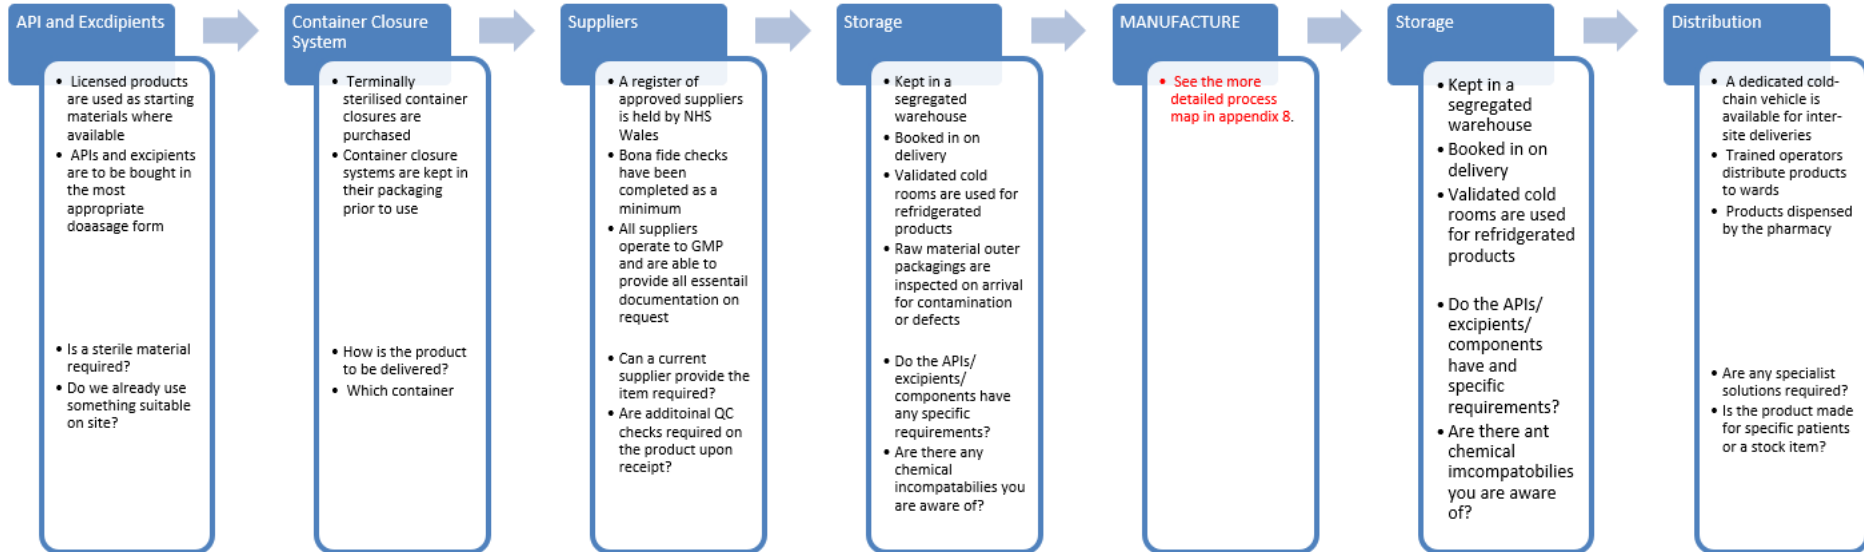 API and Excdipients
Licensed products
are used as starting
materials where
available
APIs and excipients
are to be bought in
the most
appropriate
doaasage form
Is a sterile material
required?
Do we already use
something suitable
on site?
Container Closure
System
Terminally
sterilised container
closures are
purchased
Container closure
systems are kept in
their packaging
prior to use
How is the product
to be delivered?
Which container
Suppliers
A register of
approved suppliers
is held by NHS
Wales
Bona fide checks
have been
completed as a
minimum
All suppliers
operate to GMP
and are able to
provide all essentail
documentation on
request
Can a current
supplier provide the
item required?
Are additoinal QC
checks required on
the product upon
receipt?
Storage
Kept in a
segregated
warehouse
Booked in on
delivery
Validated cold
rooms are used for
refridgerated
products
Raw material outer
packagings are
inspected on arrival
for contamination
or defects
Do the APIs/
excipients/
components have
any specific
requirements?
Are there any
chemical
incompatabilies you
are aware of?
MANUFACTURE
See the more
detailed process
map in appendix 8.
Storage
Kept in a
segregated
warehouse
Booked in on
delivery
Validated cold
rooms are used
for refridgerated
products
Do the APIs/
excipients/
components
have and
specific
requirements?
Are there ant
chemical
imcompatobilies
you are aware
of?
Distribution
A dedicated cold-
chain vehicle is
available for inter-
site deliveries
Trained operators
distribute products
to wards
Products dispensed
by the pharmacy
Are any specialist
solutions required?
Is the product made
for specific patients
or a stock item?